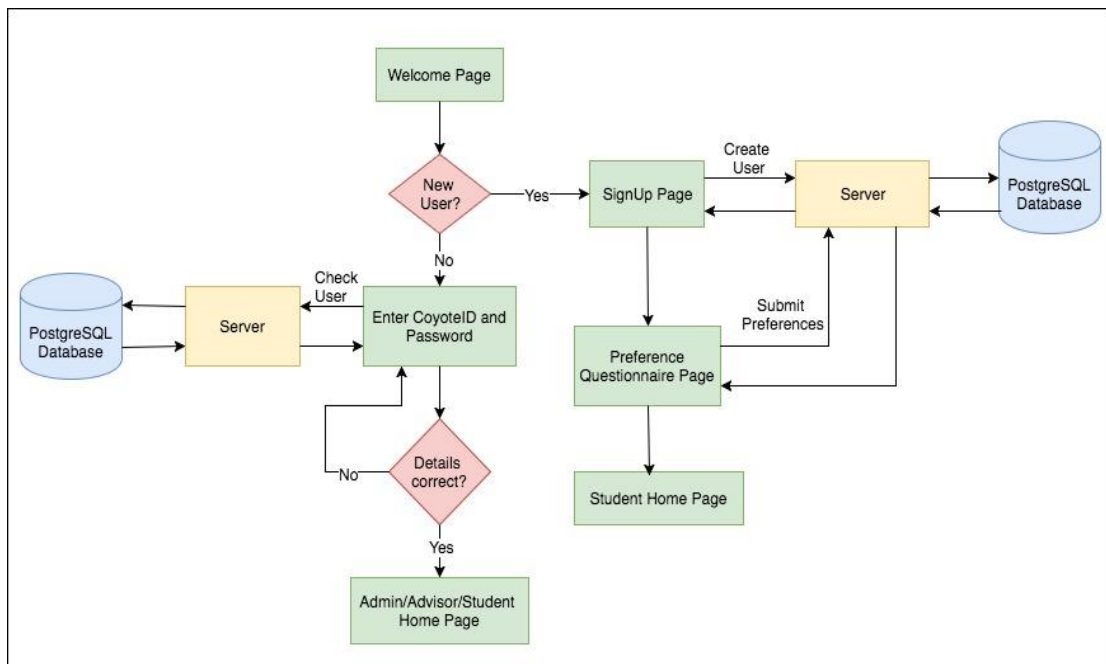 Welcome Page
New
User?
Yes
SignUp Page
Create
User
Server
PostgreSQL
Database
No
Check
User
Enter CoyoteID and
Password
Server
PostgreSQL
Database
Submit
Preferences
Preference
Questionnaire Page
Details
correct?
No
Student Home Page
Yes
Admin/Advisor/Student
Home Page